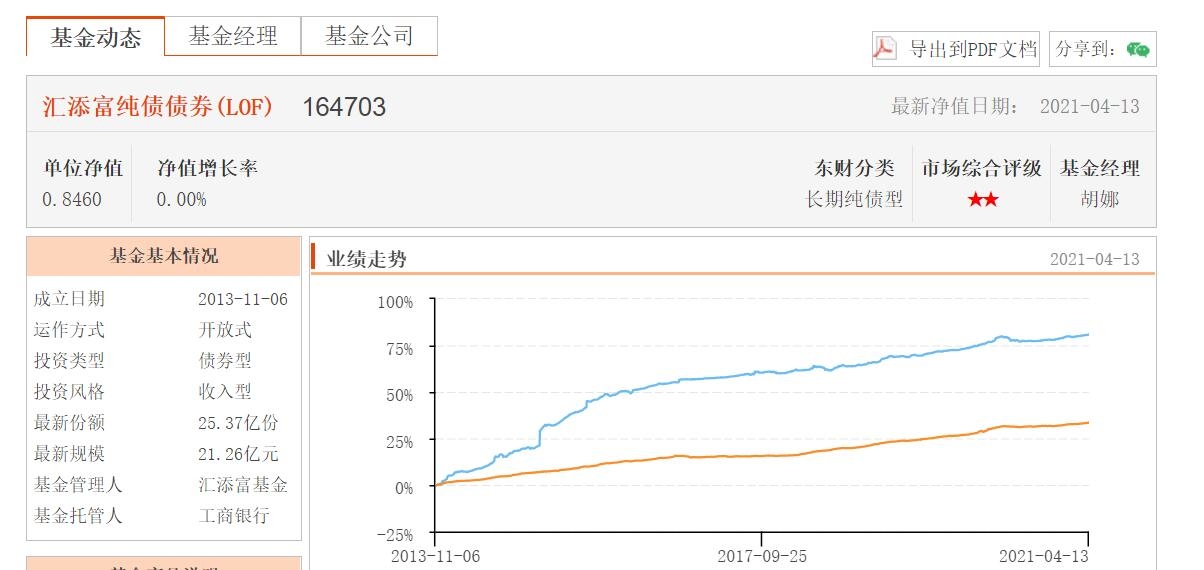 基金动态 基金经理 基金公司
导出到PDF文档 分享到：
汇添富纯债债券(LOF) 164703 最新净值日期： 2021-04-13
单位净值 净值增长率 东财分类 市场综合评级 基金经理
0.8460 0.00% 长期纯债型 ★★ 胡娜
基金基本情况
成立日期 2013-11-06
运作方式 开放式
投资类型 债券型
投资风格 收入型
最新份额 25.37亿份
最新规模 21.26亿元
基金管理人 汇添富基金
基金托管人 工商银行
业绩走势 2021-04-13
100%
75%
50%
25%
0%
-25%
2013-11-06 2017-09-25 2021-04-13